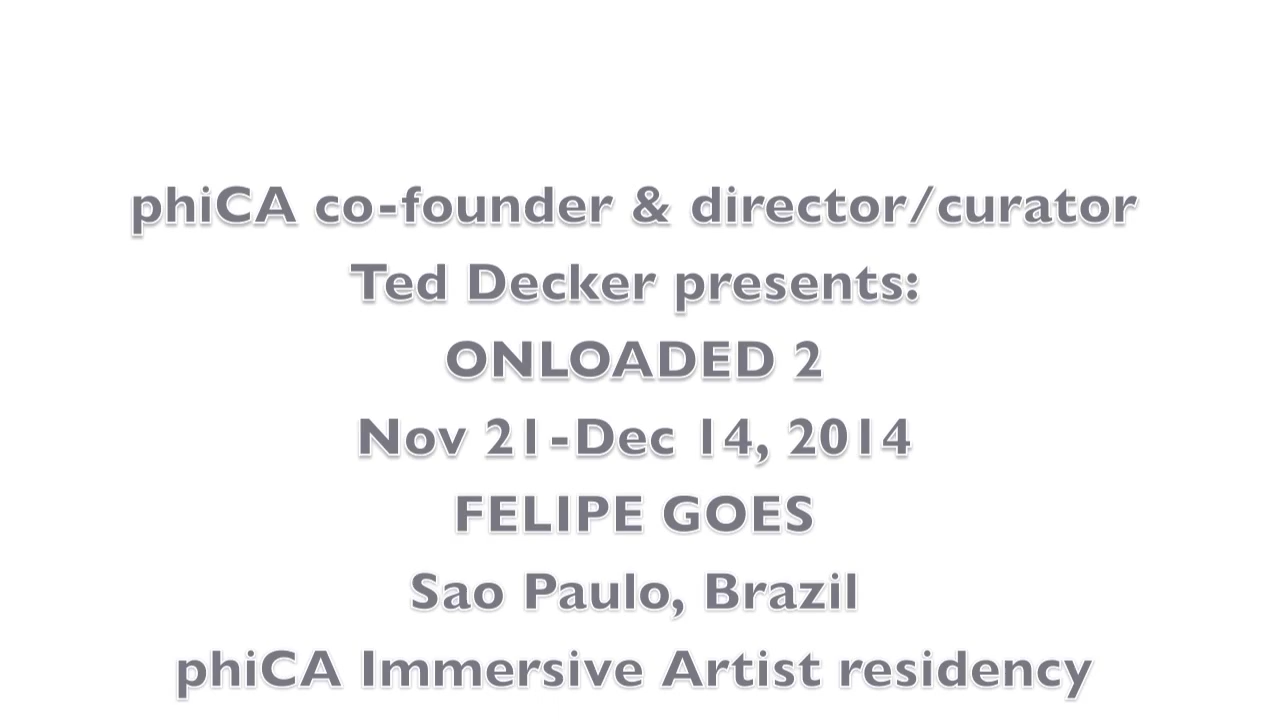 phiCA co-founder & director/curator
Ted Decker presents:
ONLOADED 2
Nov 21-Dec 14, 2014
FELIPE GOES
Sao Paulo, Brazil
phiCA Immersive Artist residency